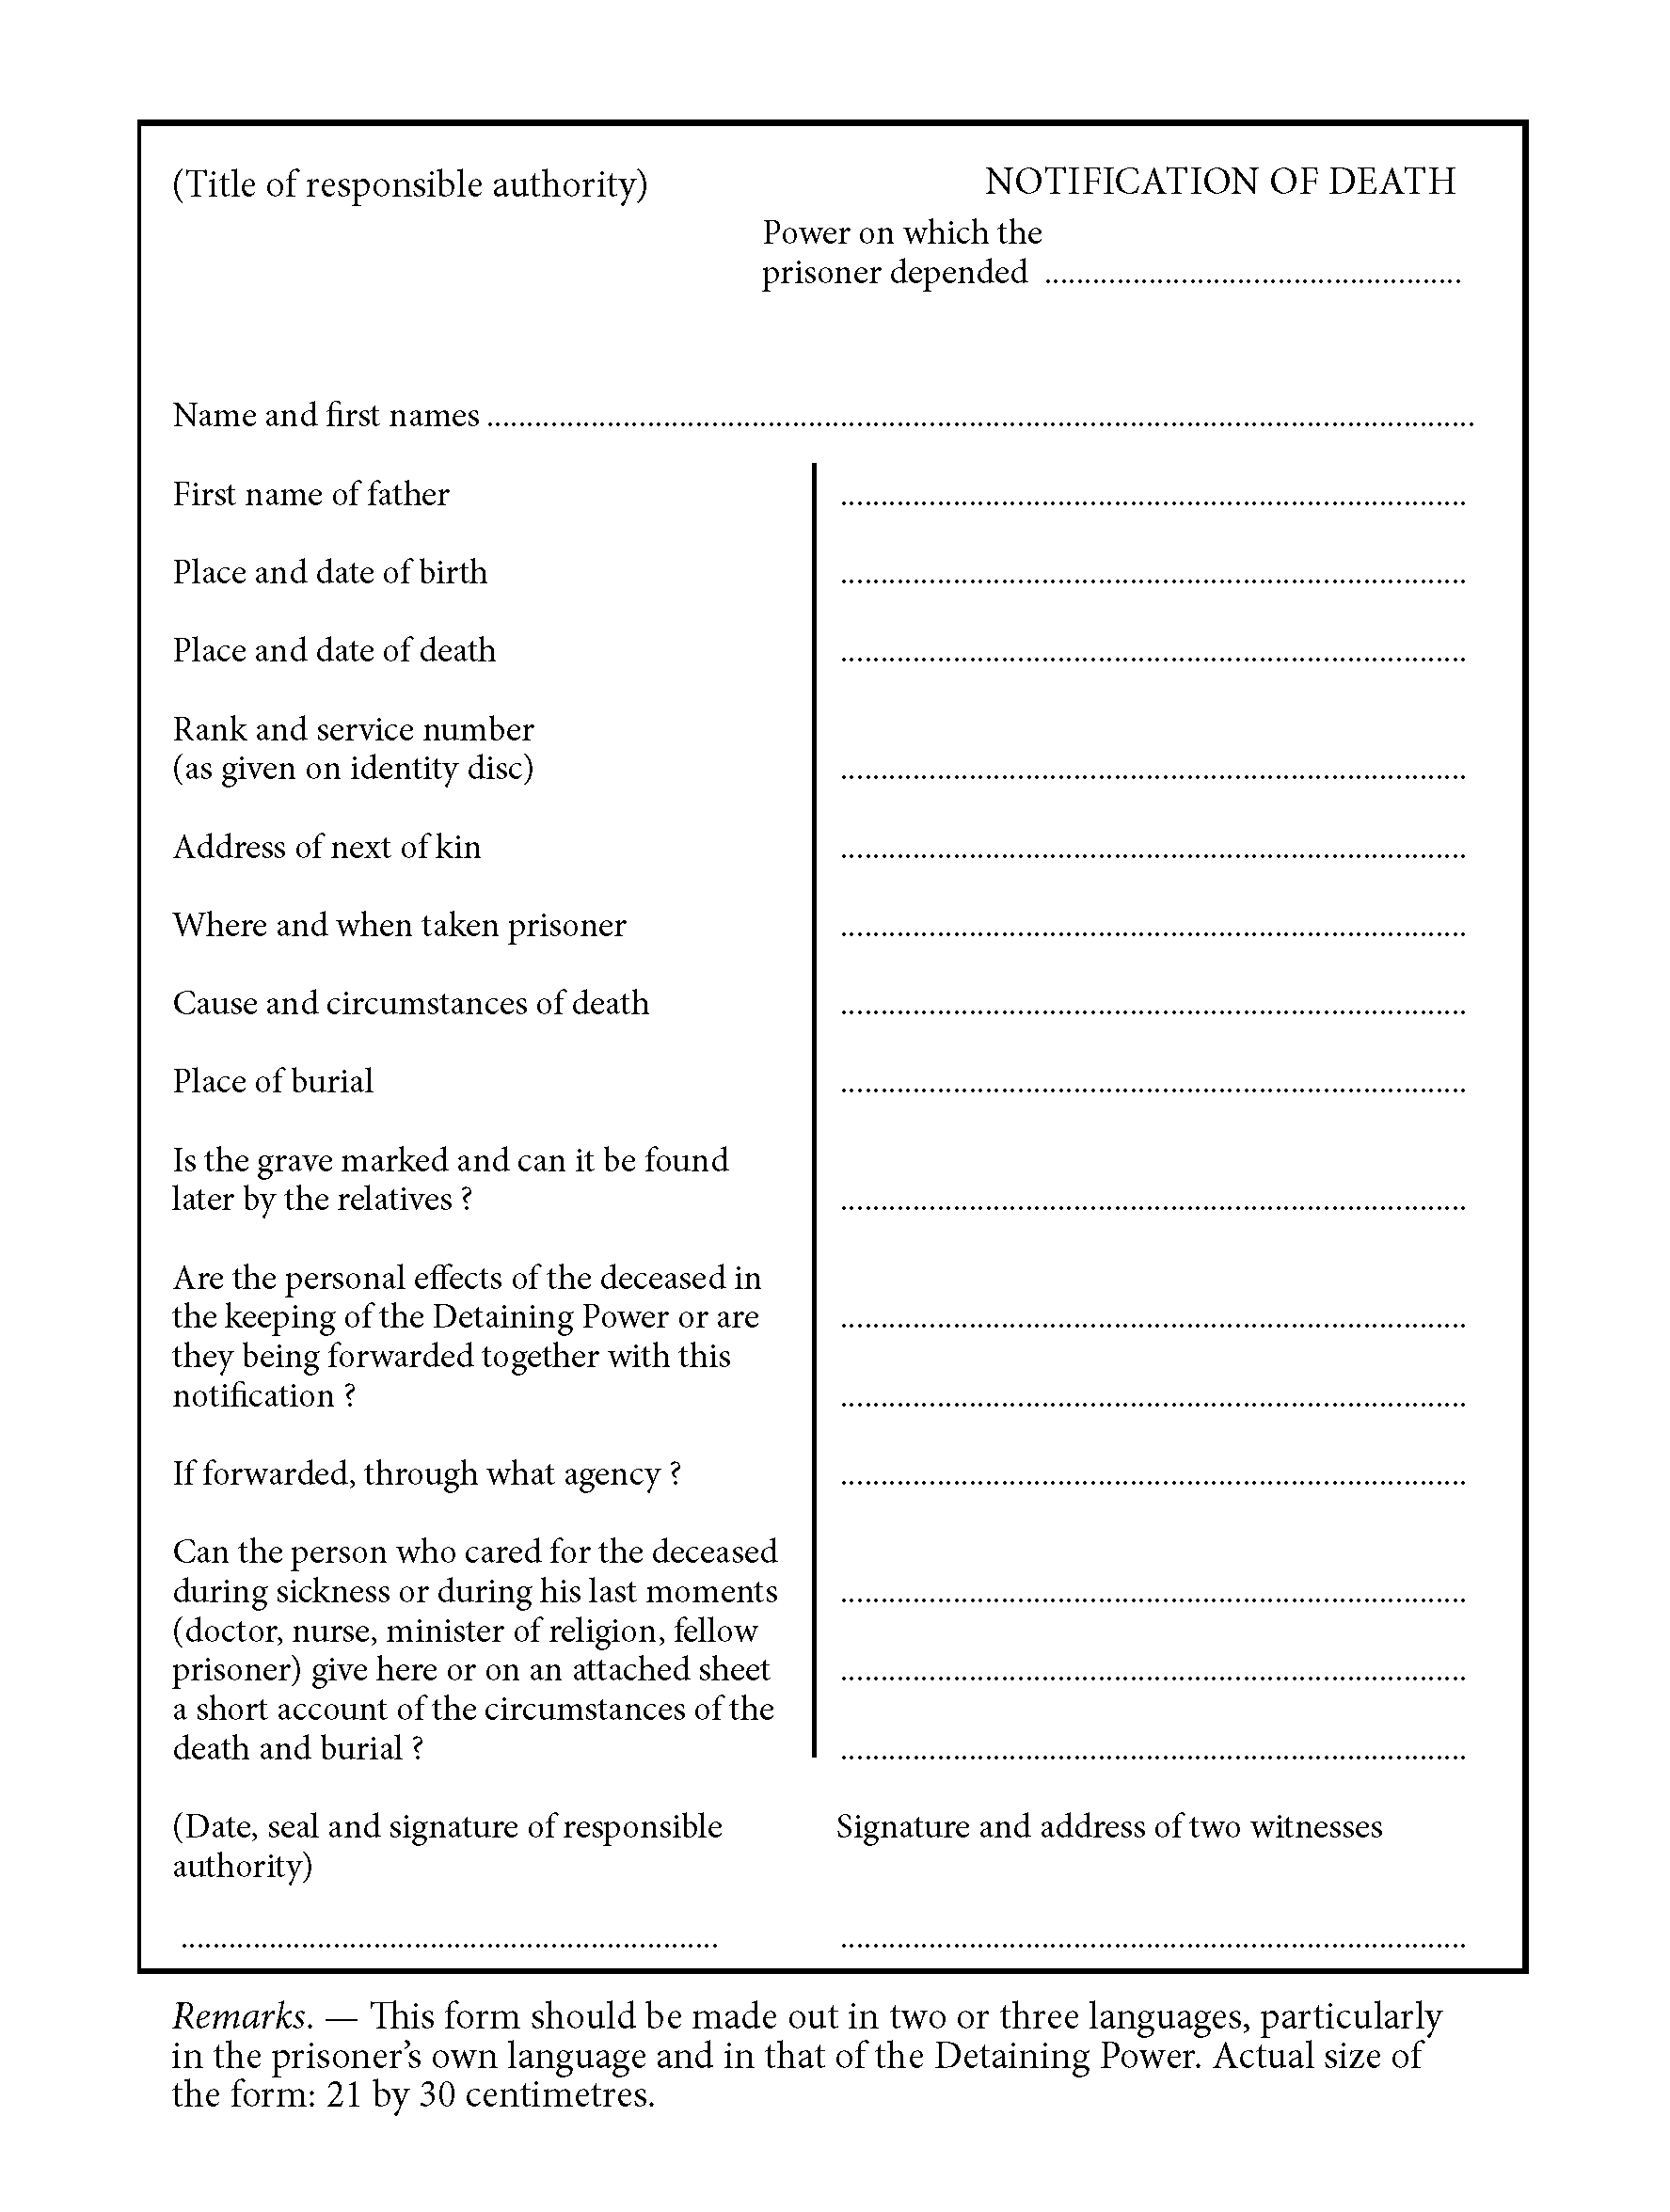 (Title of responsible authority)
NOTIFICATION OF DEATH
Power on which the
prisoner depended ....................................................
Name and first names ............................................................................................................................
First name of father ..............................................................................
Place and date of birth ..............................................................................
Place and date of death ..............................................................................
Rank and service number
(as given on identity disc) ..............................................................................
Address of next of kin ..............................................................................
Where and when taken prisoner ..............................................................................
Cause and circumstances of death ..............................................................................
Place of burial ..............................................................................
Is the grave marked and can it be found
later by the relatives ? ..............................................................................
Are the personal effects of the deceased in
the keeping of the Detaining Power or are ..............................................................................
they being forwarded together with this
notification ? ..............................................................................
If forwarded, through what agency ? ..............................................................................
Can the person who cared for the deceased
during sickness or during his last moments ..............................................................................
(doctor, nurse, minister of religion, fellow
prisoner) give here or on an attached sheet ..............................................................................
a short account of the circumstances of the
death and burial ? ..............................................................................
(Date, seal and signature of responsible
authority)
Signature and address of two witnesses
................................................................... ..............................................................................
Remarks. — This form should be made out in two or three languages, particularly
in the prisoner’s own language and in that of the Detaining Power. Actual size of
the form: 21 by 30 centimetres.